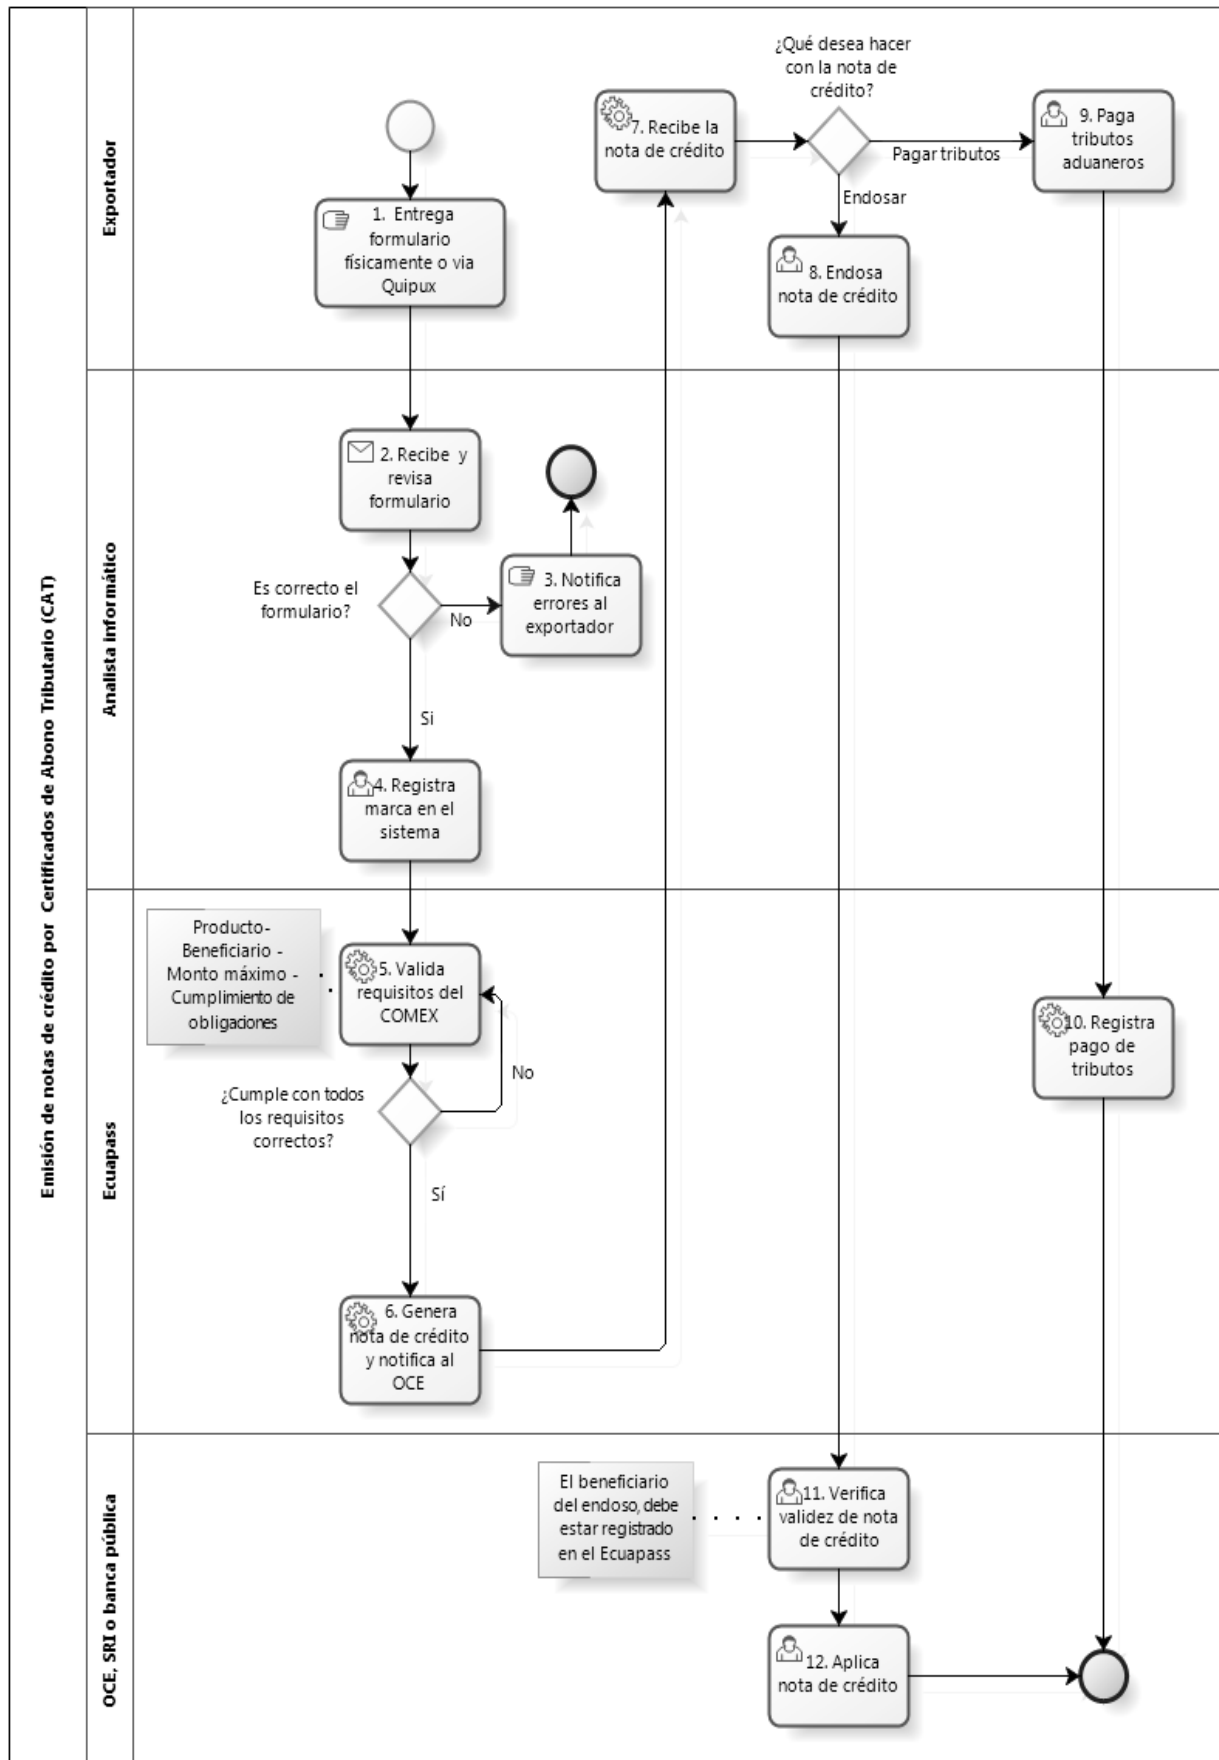 Emisión de notas de crédito por Certificados de Abono Tributario (CAT)
Exportador
1. Entrega
formulario
físicamente o via
Quipux
7. Recibe la
nota de crédito
¿Qué desea hacer
con la nota de
crédito?
Pagar tributos
Endosar
9. Paga
tributos
aduaneros
8. Endosa
nota de crédito
Analista informático
2. Recibe y
revisa
formulario
Es correcto el
formulario?
No
3. Notifica
errores al
exportador
Si
4. Registra
marca en el
sistema
Ecuapass
Producto-
Beneficiario -
Monto máximo -
Cumplimiento de
obligaciones
5. Valida
requisitos del
COMEX
¿Cumple con todos
los requisitos
correctos?
No
Sí
6. Genera
nota de crédito
y notifica al
OCE
10. Registra
pago de
tributos
OCE, SRI o banca pública
El beneficiario
del endoso, debe
estar registrado
en el Ecuapass
11. Verifica
validez de nota
de crédito
12. Aplica
nota de crédito